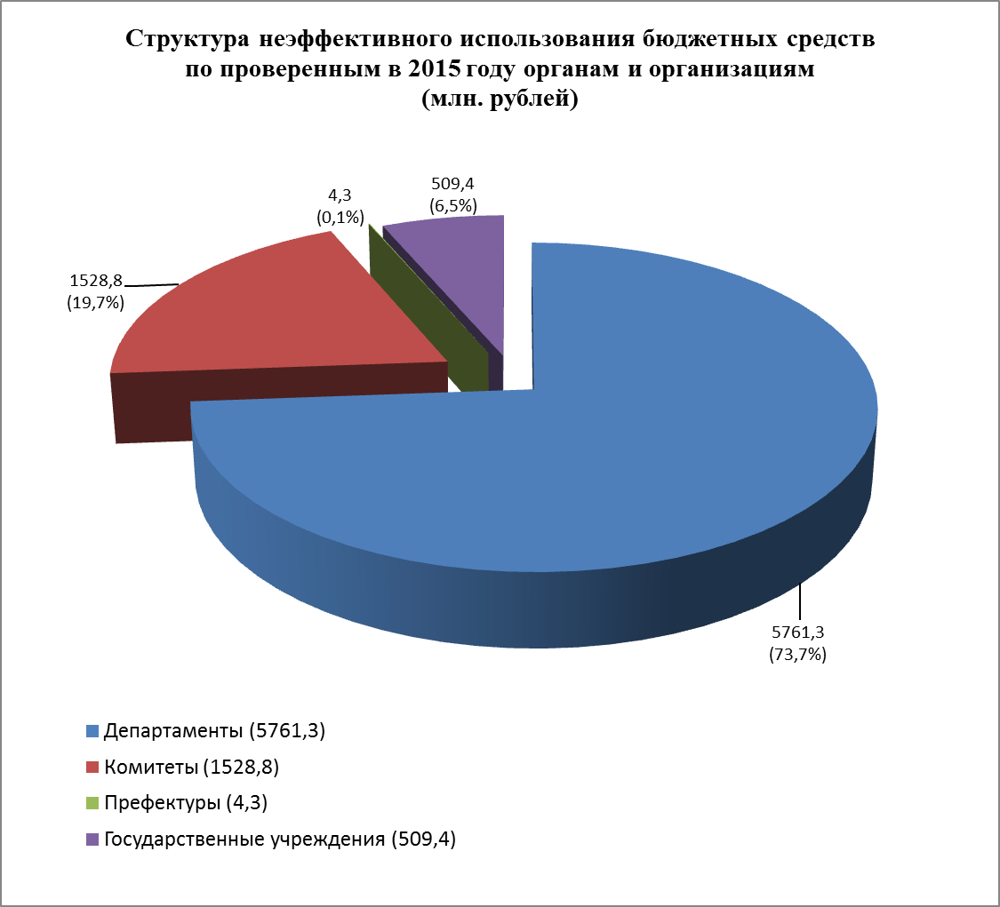 Структура неэффективного использования бюджетных средств
по проверенным в 2015 году органам и организациям
(млн. рублей)
509,4
(6,5%)
4,3
(0,1%)
1528,8
(19,7%)
5761,3
(73,7%)
Департаменты (5761,3)
Комитеты (1528,8)
Префектуры (4,3)
Государственные учреждения (509,4)